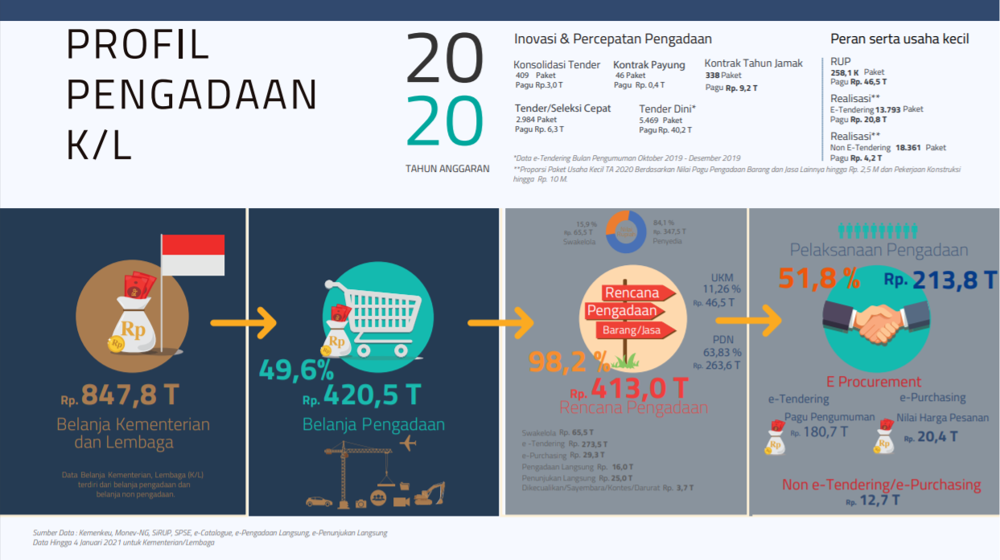 PROFIL
PENGADAAN
K/L
20
20
TAHUN ANGGARAN
Inovasi & Percepatan Pengadaan
Konsolidasi Tender
409 Paket
Pagu Rp.3,0 T
Kontrak Payung
46 Paket
Pagu Rp. 0,4 T
Kontrak Tahun Jamak
338 Paket
Pagu Rp. 9,2 T
Tender/Seleksi Cepat
2.984 Paket
Pagu Rp. 6,3 T
Tender Dini*
5.469 Paket
Pagu Rp. 40,2 T
*Data e-Tendering Bulan Pengumuman Oktober 2019 - Desember 2019
**Proporsi Paket Usaha Kecil TA 2020 Berdasarkan Nilai Pagu Pengadaan Barang dan Jasa Lainnya hingga Rp. 2,5 M dan Pekerjaan Konstruksi
hingga Rp. 10 M.
Peran serta usaha kecil
RUP
258,1 K Paket
Pagu Rp. 46,5 T
Realisasi**
E-Tendering 13.793 Paket
Pagu Rp. 20,8 T
Realisasi**
Non E-Tendering 18.361 Paket
Pagu Rp. 4,2 T
Rp
Rp
Rp. 847,8 T
Belanja Kementerian
dan Lembaga
Data Belanja Kementerian, Lembaga (K/L)
terdiri dari belanja pengadaan dan
belanja non pengadaan.
Rp
Rp
49,6%
Rp. 420,5 T
Belanja Pengadaan
15,9 %
Rp. 65,5 T
Swakelola
84,1 %
Rp. 347,5 T
Penyedia
Rencana
Pengadaan
Barang/Jasa
UKM
11,26 %
Rp. 46,5 T
PDN
63,83 %
Rp. 263,6 T
98,2 %
Rp. 413,0 T
Rencana Pengadaan
Swakelola Rp. 65,5 T
e -Tendering Rp. 273,5 T
e-Purchasing Rp. 29,3 T
Pengadaan Langsung Rp. 16,0 T
Penunjukan Langsung Rp. 25,0 T
Dikecualikan/Sayembara/Kontes/Darurat Rp. 3,7 T
Pelaksanaan Pengadaan
51,8 %
Rp. 213,8 T
E Procurement
e-Tendering
Pagu Pengumuman
Rp. 180,7 T
Rp
e-Purchasing
Nilai Harga Pesanan
Rp. 20,4 T
Rp
Non e-Tendering/e-Purchasing
Rp. 12,7 T
Sumber Data : Kemenkeu, Monev-NG, SiRUP, SPSE, e-Catalogue, e-Pengadaan Langsung, e-Penunjukan Langsung
Data Hingga 4 Januari 2021 untuk Kementerian/Lembaga